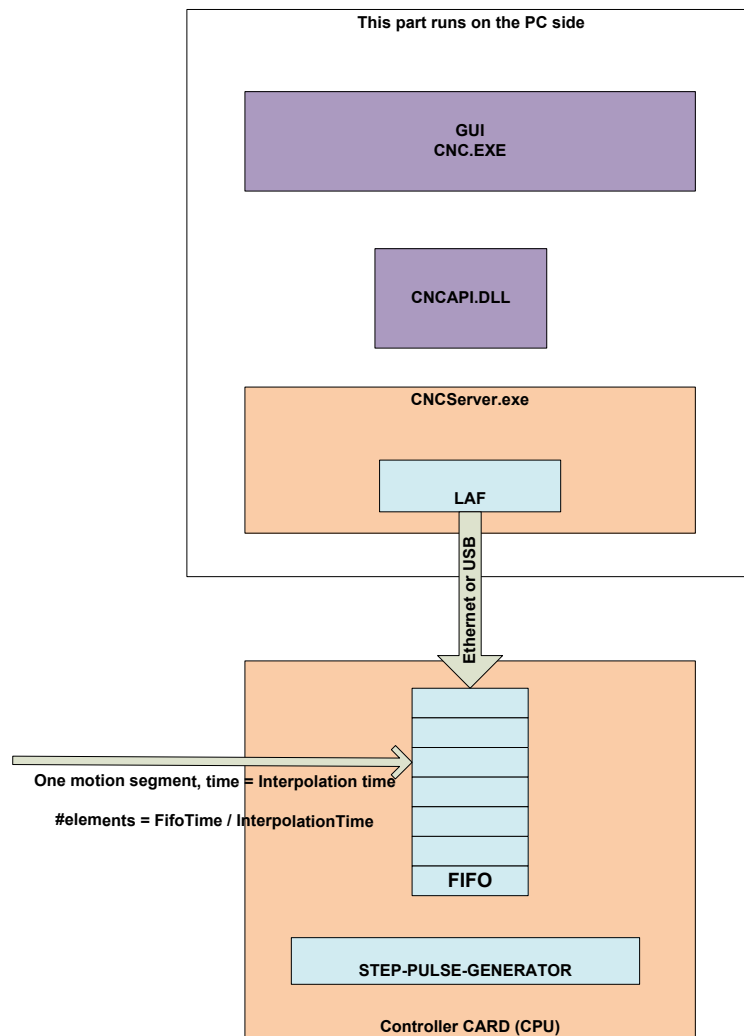 This part runs on the PC side
GUI
CNC.EXE
CNCAPI.DLL
CNCServer.exe
LAF
Ethernet or USB
One motion segment, time = Interpolation time
#elements = FifoTime / InterpolationTime
FIFO
STEP-PULSE-GENERATOR
Controller CARD (CPU)